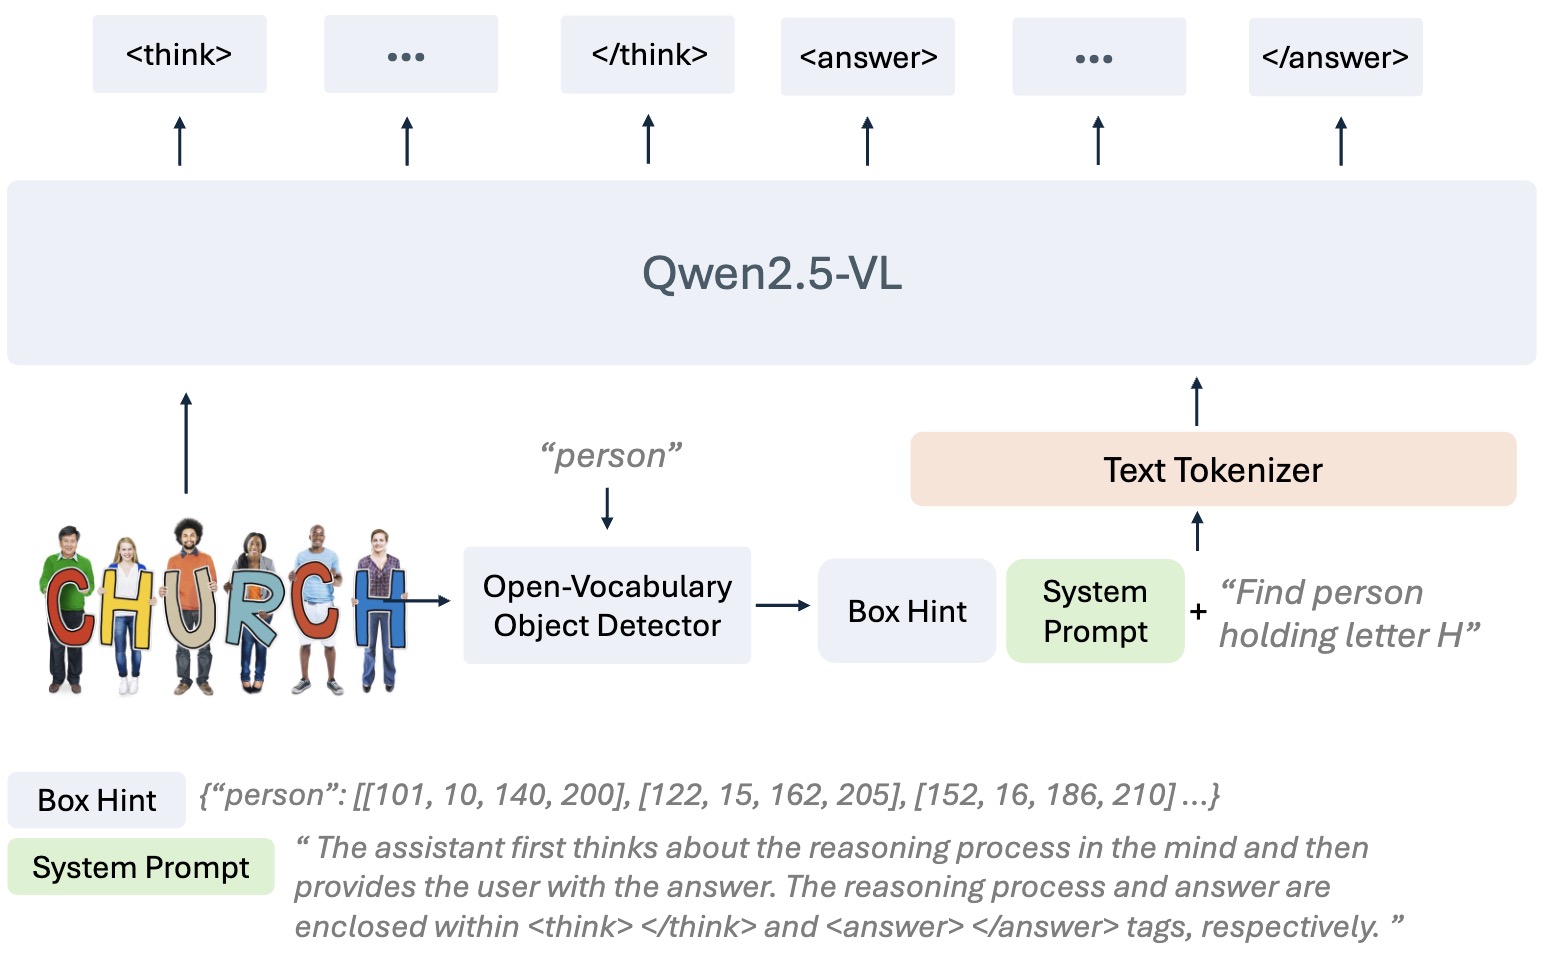 <think>
•••
</think>
<answer>
•••
</answer>
Qwen2.5-VL
“person”
Text Tokenizer
CHURCH
Open-Vocabulary
Object Detector
Box Hint
System
Prompt
+
“Find person
holding letter H”
Box Hint
{“person”: [[101, 10, 140, 200], [122, 15, 162, 205], [152, 16, 186, 210] ...}
System Prompt
“ The assistant first thinks about the reasoning process in the mind and then
provides the user with the answer. The reasoning process and answer are
enclosed within <think> </think> and <answer> </answer> tags, respectively. ”